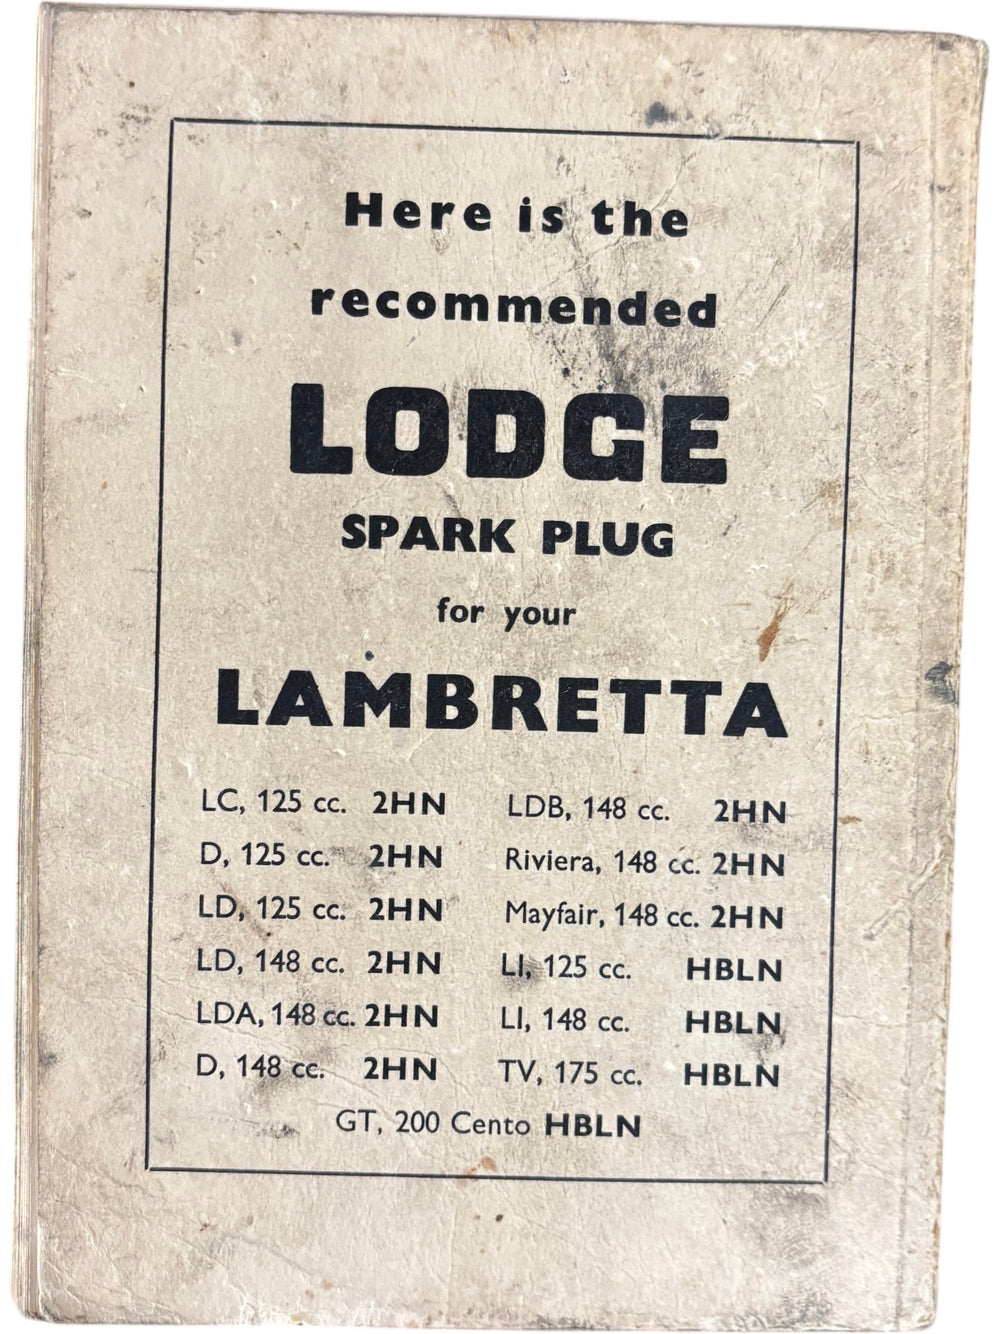 Here is the
recommended
LODGE
SPARK PLUG
for your
LAMBRETTA
LC, 125 cc. 2HN
D, 125 cc. 2HN
LD, 125 cc. 2HN
LD, 148 cc. 2HN
LDA, 148 cc. 2HN
D, 148 cc. 2HN
LDB, 148 cc. 2HN
Riviera, 148 cc. 2HN
Mayfair, 148 cc. 2HN
LI, 125 cc. HBLN
LI, 148 cc. HBLN
TV, 175 cc. HBLN
GT, 200 Cento HBLN